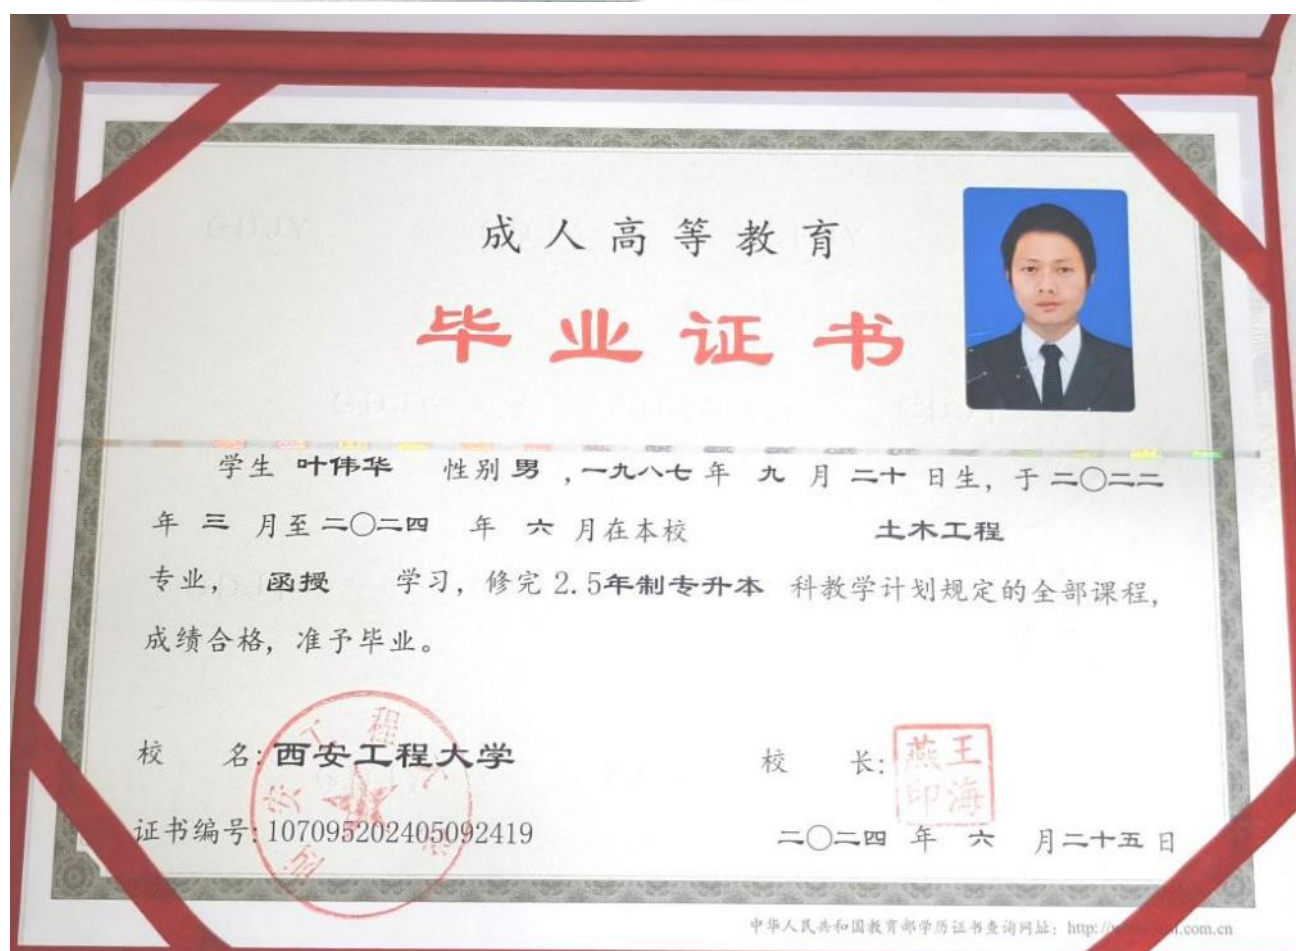 成人高等教育
毕业证书
学生 叶伟华 性别 男 ,一九八七 年 九 月 二十 日生, 于 二〇二二
年 三 月至 二〇二四 年 六 月在本校 土木工程
专业, 函授 学习, 修完 2.5年制专升本 科教学计划规定的全部课程,
成绩合格, 准予毕业。
校 名: 西安工程大学
校 长: 王海燕印
证书编号: 107095202405092419
二〇二四 年 六 月二十五 日
中华人民共和国教育部学历证书查询网址: http://
.com.cn